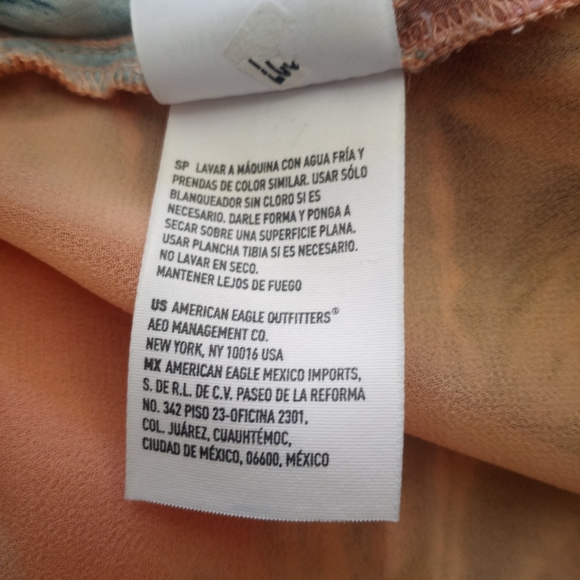 SP LAVAR A MÁQUINA CON AGUA FRÍA Y
PRENDAS DE COLOR SIMILAR. USAR SÓLO
BLANQUEADOR SIN CLORO SI ES
NECESARIO. DARLE FORMA Y PONGA A
SECAR SOBRE UNA SUPERFICIE PLANA.
USAR PLANCHA TIBIA SI ES NECESARIO.
NO LAVAR EN SECO.
MANTENER LEJOS DE FUEGO
US AMERICAN EAGLE OUTFITTERS®
AEO MANAGEMENT CO.
NEW YORK, NY 10016 USA
MX AMERICAN EAGLE MEXICO IMPORTS,
S. DE R.L. DE C.V. PASEO DE LA REFORMA
NO. 342 PISO 23-OFICINA 2301,
COL. JUÁREZ, CUAUHTÉMOC,
CIUDAD DE MÉXICO, 06600, MÉXICO